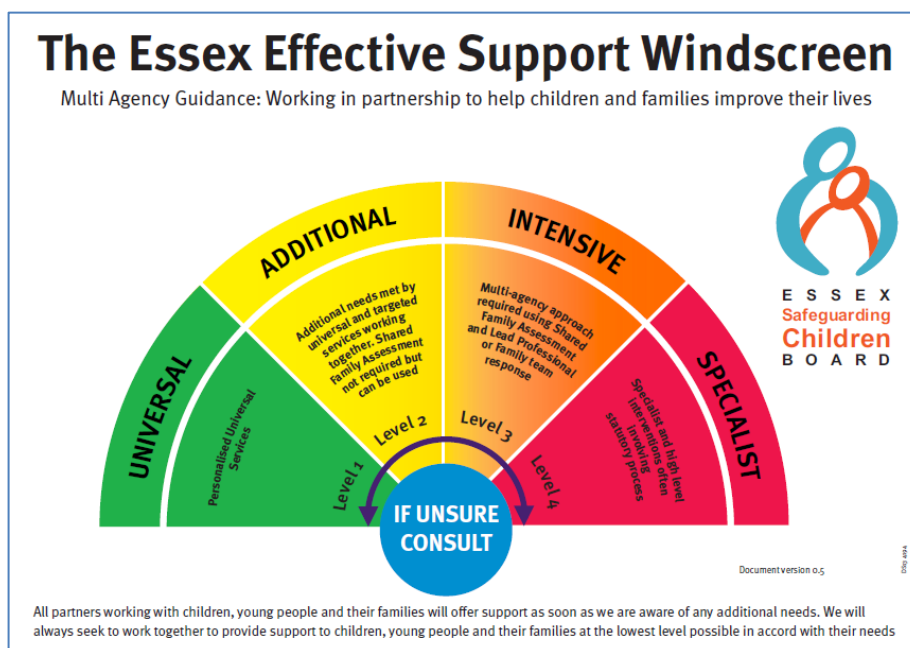 The Essex Effective Support Windscreen
Multi Agency Guidance: Working in partnership to help children and families improve their lives
UNIVERSAL
Personalised Universal
Services
Level 1
ADDITIONAL
Additional needs met by
universal and targeted
services working
together. Shared
Family Assessment
not required but
can be used
Level 2
INTENSIVE
Multi-agency approach
required using Shared
Family Assessment
and Lead Professional
or Family team
response
Level 3
SPECIALIST
Specialist and high level
interventions often
involving
statutory process
Level 4
IF UNSURE
CONSULT
ESSEX
Safeguarding
Children
BOARD
Document version 0.5
All partners working with children, young people and their families will offer support as soon as we are aware of any additional needs. We will
always seek to work together to provide support to children, young people and their families at the lowest level possible in accord with their needs